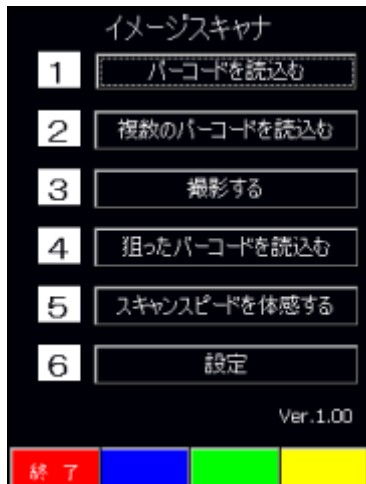 イメージスキャナ
1 バーコードを読込む
2 複数のバーコードを読込む
3 撮影する
4 狙ったバーコードを読込む
5 スキャンスピードを体感する
6 設定
Ver.1.00
終 了